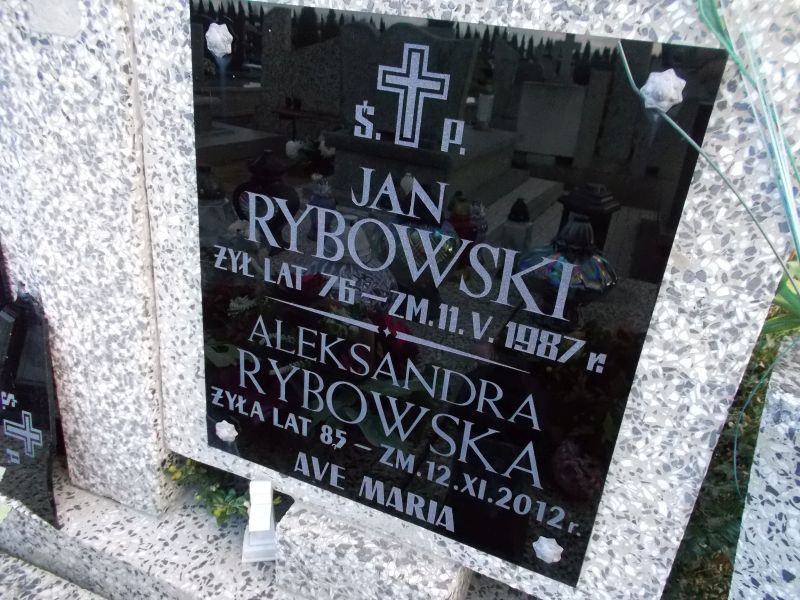 Ś. P.
JAN
RYBOWSKI
ŻYŁ LAT 76 – ZM. 11. V. 1987 r.
ALEKSANDRA
RYBOWSKA
ŻYŁA LAT 85 – ZM. 12. XI. 2012 r.
AVE MARIA
Ś.